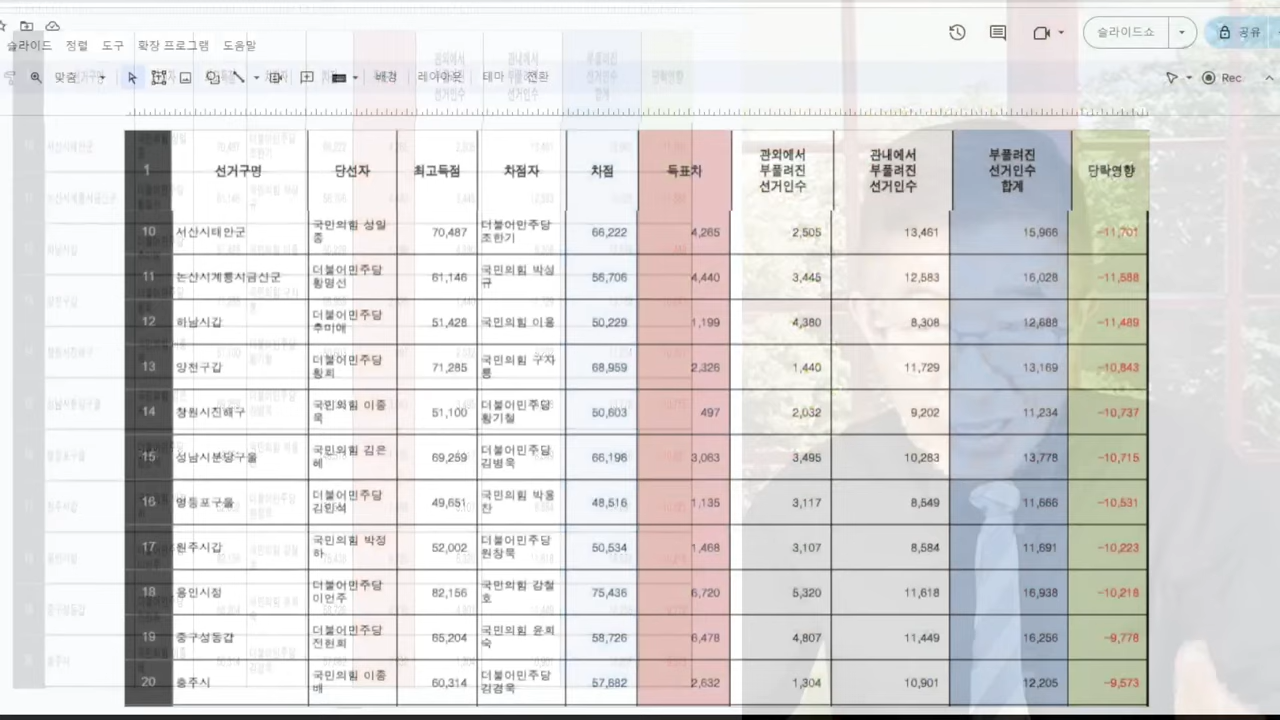 슬라이드 정렬 도구 확장 프로그램 도움말
슬라이드쇼
공유
맞춤
배경 레이아웃 테마 전환
Rec
1 선거구명 당선자 최고득점 차점자 차점 득표차 관외에서 부풀려진 선거인수 관내에서 부풀려진 선거인수 부풀려진 선거인수 합계 당락영향
10 서산시태안군 국민의힘 성일종 70,487 더불어민주당 조한기 66,222 4,265 2,505 13,461 15,966 -11,701
11 논산시계룡시금산군 더불어민주당 황명선 61,146 국민의힘 박성규 56,706 4,440 3,445 12,583 16,028 -11,588
12 하남시갑 더불어민주당 추미애 51,428 국민의힘 이용 50,229 1,199 4,380 8,308 12,688 -11,489
13 양천구갑 더불어민주당 황희 71,285 국민의힘 구자룡 68,959 2,326 1,440 11,729 13,169 -10,843
14 창원시진해구 국민의힘 이종욱 51,100 더불어민주당 황기철 50,603 497 2,032 9,202 11,234 -10,737
15 성남시분당구을 국민의힘 김은혜 69,259 더불어민주당 김병욱 66,196 3,063 3,495 10,283 13,778 -10,715
16 영등포구을 더불어민주당 김민석 49,651 국민의힘 박용찬 48,516 1,135 3,117 8,549 11,666 -10,531
17 원주시갑 국민의힘 박정하 52,002 더불어민주당 원창묵 50,534 1,468 3,107 8,584 11,691 -10,223
18 용인시정 더불어민주당 이언주 82,156 국민의힘 강철호 75,436 6,720 5,320 11,618 16,938 -10,218
19 중구성동갑 더불어민주당 전현희 65,204 국민의힘 윤희숙 58,726 6,478 4,807 11,449 16,256 -9,778
20 충주시 국민의힘 이종배 60,314 더불어민주당 김경욱 57,682 2,632 1,304 10,901 12,205 -9,573